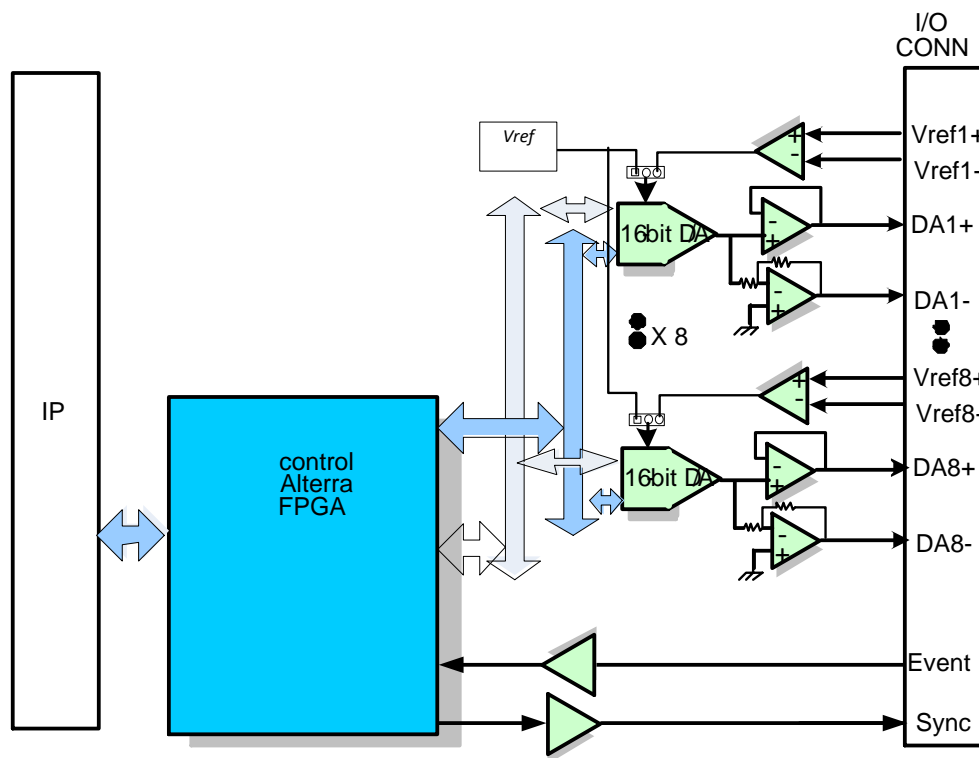 I/O
CONN
Vref
Vref1+
Vref1-
+
-
16bit DA
-
+
DA1+
-
+
DA1-
X 8
IP
Vref8+
Vref8-
+
-
control
Alterra
FPGA
16bit DA
-
+
DA8+
-
+
DA8-
Event
Sync